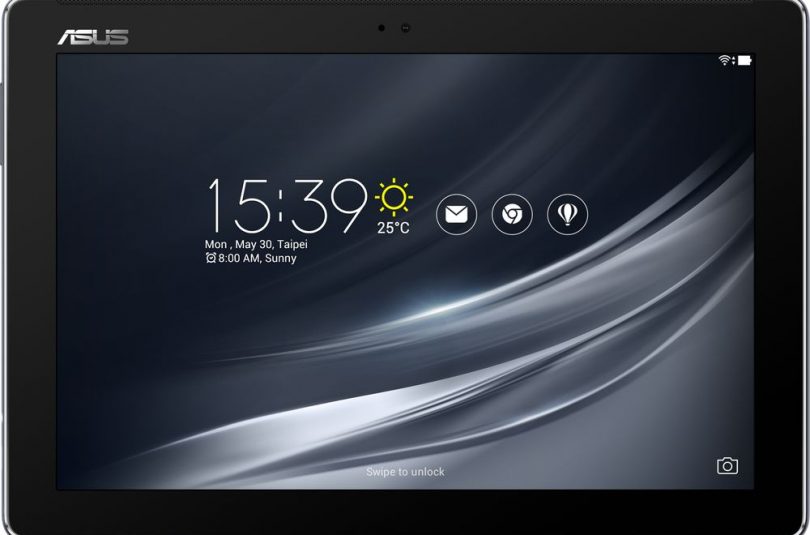 ASUS
15:39
25°C
Mon , May 30, Taipei
8:00 AM, Sunny
Swipe to unlock